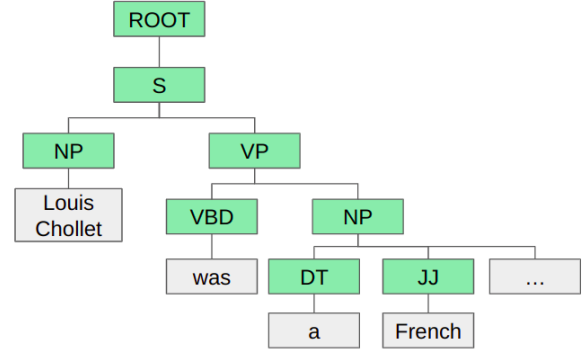 ROOT
S
NP
VP
Louis
Chollet
VBD
NP
was
DT
JJ
...
a
French